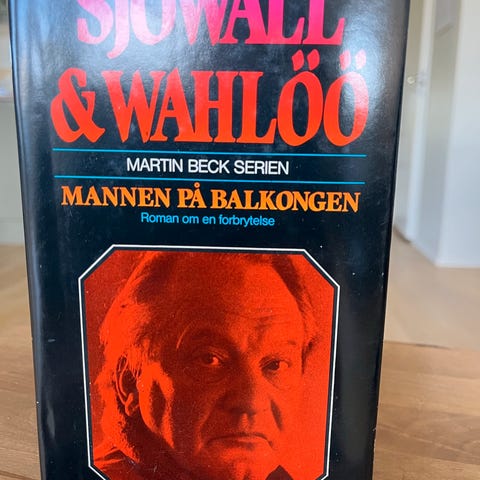 SJÖWALL
& WAHLÖÖ
MARTIN BECK SERIEN
MANNEN PÅ BALKONGEN
Roman om en forbrytelse